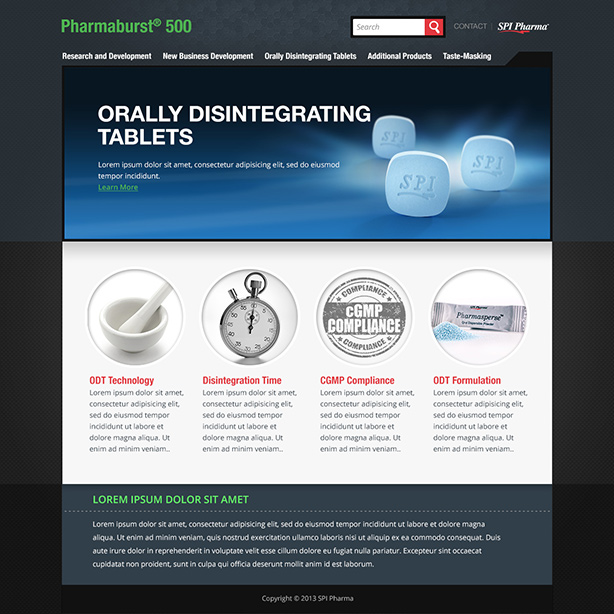 Pharmaburst® 500
Search
CONTACT
SPI Pharma
Research and Development New Business Development Orally Disintegrating Tablets Additional Products Taste-Masking
ORALLY DISINTEGRATING
TABLETS
Lorem ipsum dolor sit amet, consectetur adipisicing elit, sed do eiusmod
tempor incididunt.
Learn More
SPI
SPI
SPI
COMPLIANCE
CGMP
COMPLIANCE
COMPLIANCE
SPI Pharma
Pharmasperse
ODT Technology
Lorem ipsum dolor sit amet,
consectetur adipisicing elit,
sed do eiusmod tempor
incididunt ut labore et
dolore magna aliqua. Ut
enim ad minim veniam..
Disintegration Time
Lorem ipsum dolor sit amet,
consectetur adipisicing elit,
sed do eiusmod tempor
incididunt ut labore et
dolore magna aliqua. Ut
enim ad minim veniam..
CGMP Compliance
Lorem ipsum dolor sit amet,
consectetur adipisicing elit,
sed do eiusmod tempor
incididunt ut labore et
dolore magna aliqua. Ut
enim ad minim veniam..
ODT Formulation
Lorem ipsum dolor sit amet,
consectetur adipisicing elit,
sed do eiusmod tempor
incididunt ut labore et
dolore magna aliqua. Ut
enim ad minim veniam..
LOREM IPSUM DOLOR SIT AMET
Lorem ipsum dolor sit amet, consectetur adipisicing elit, sed do eiusmod tempor incididunt ut labore et dolore magna
aliqua. Ut enim ad minim veniam, quis nostrud exercitation ullamco laboris nisi ut aliquip ex ea commodo consequat. Duis
aute irure dolor in reprehenderit in voluptate velit esse cillum dolore eu fugiat nulla pariatur. Excepteur sint occaecat
cupidatat non proident, sunt in culpa qui officia deserunt mollit anim id est laborum.
Copyright © 2013 SPI Pharma